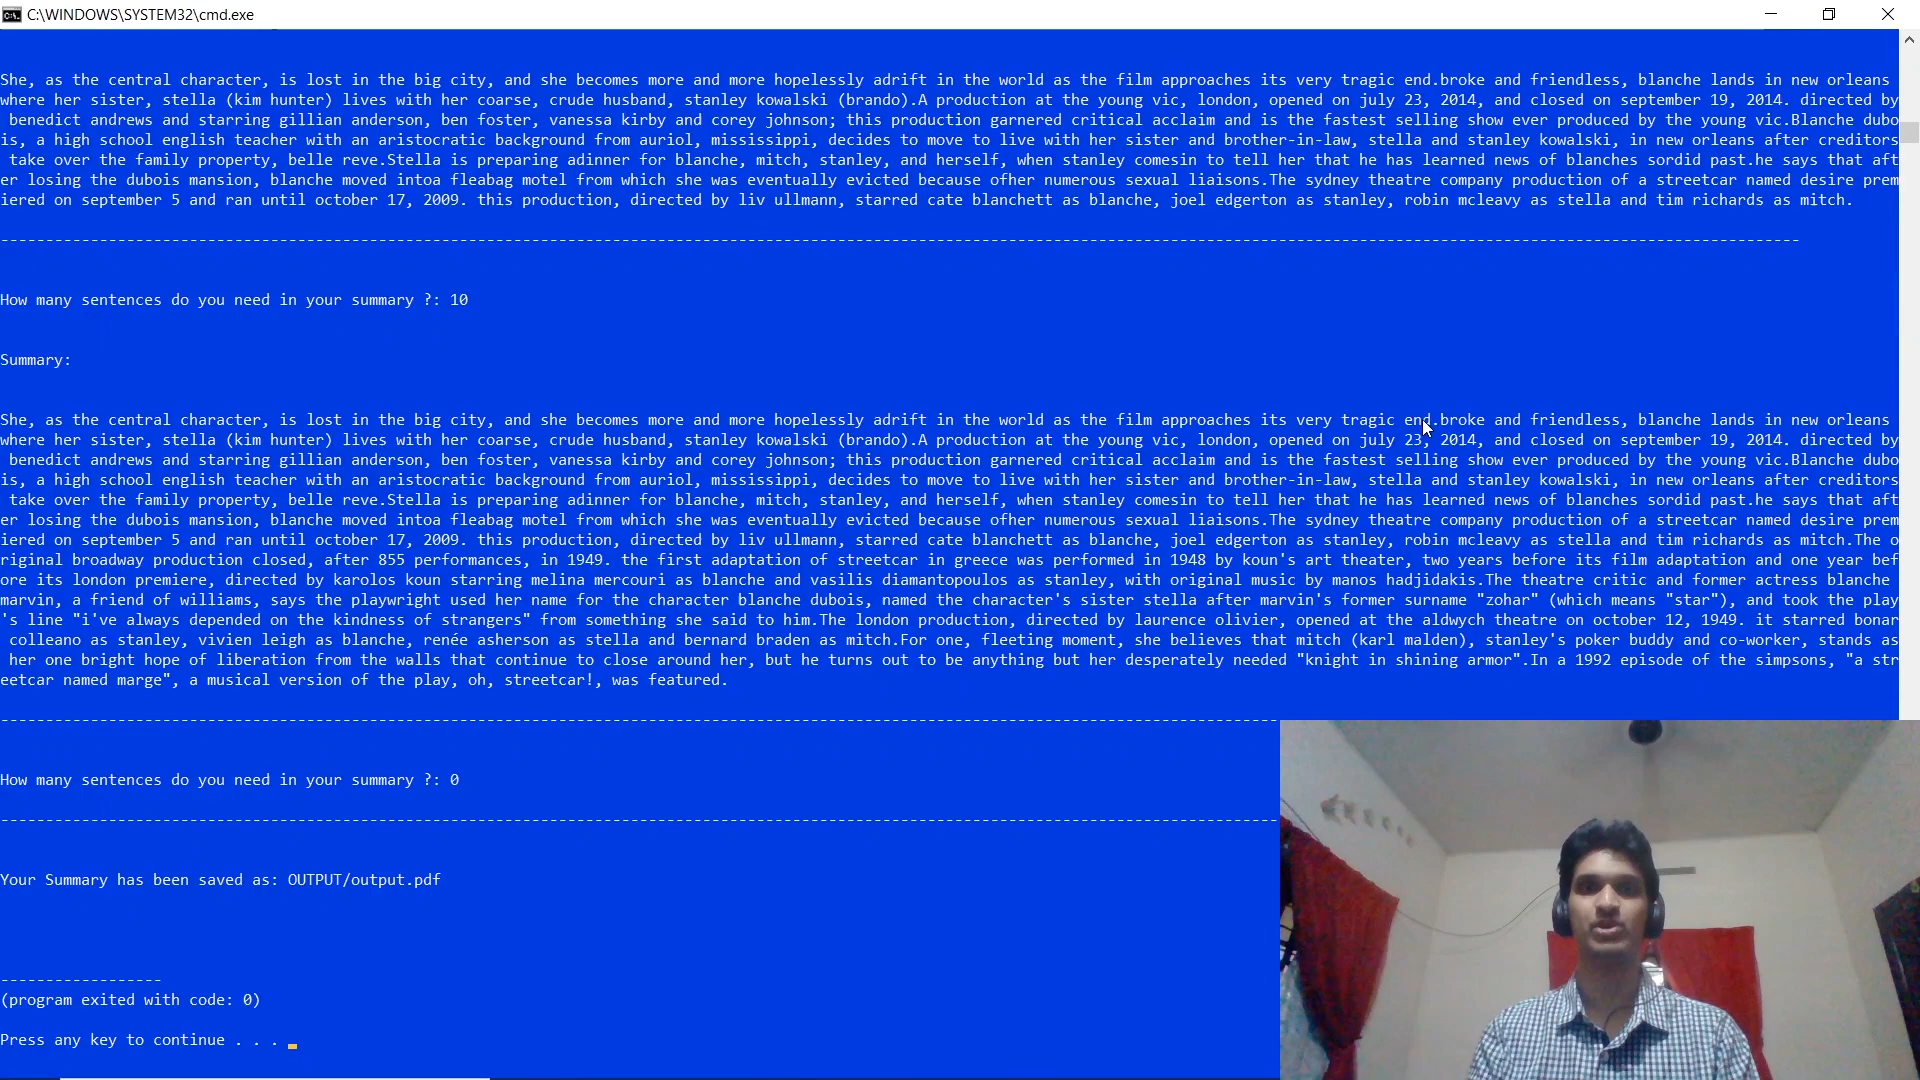 C:\WINDOWS\SYSTEM32\cmd.exe
She, as the central character, is lost in the big city, and she becomes more and more hopelessly adrift in the world as the film approaches its very tragic end.broke and friendless, blanche lands in new orleans
where her sister, stella (kim hunter) lives with her coarse, crude husband, stanley kowalski (brando).A production at the young vic, london, opened on july 23, 2014, and closed on september 19, 2014. directed by
benedict andrews and starring gillian anderson, ben foster, vanessa kirby and corey johnson; this production garnered critical acclaim and is the fastest selling show ever produced by the young vic.Blanche dubo
is, a high school english teacher with an aristocratic background from auriol, mississippi, decides to move to live with her sister and brother-in-law, stella and stanley kowalski, in new orleans after creditors
take over the family property, belle reve.Stella is preparing adinner for blanche, mitch, stanley, and herself, when stanley comesin to tell her that he has learned news of blanches sordid past.he says that aft
er losing the dubois mansion, blanche moved intoa fleabag motel from which she was eventually evicted because ofher numerous sexual liaisons.The sydney theatre company production of a streetcar named desire prem
iered on september 5 and ran until october 17, 2009. this production, directed by liv ullmann, starred cate blanchett as blanche, joel edgerton as stanley, robin mcleavy as stella and tim richards as mitch.
How many sentences do you need in your summary ?: 10
Summary:
She, as the central character, is lost in the big city, and she becomes more and more hopelessly adrift in the world as the film approaches its very tragic end.broke and friendless, blanche lands in new orleans
where her sister, stella (kim hunter) lives with her coarse, crude husband, stanley kowalski (brando).A production at the young vic, london, opened on july 23, 2014, and closed on september 19, 2014. directed by
benedict andrews and starring gillian anderson, ben foster, vanessa kirby and corey johnson; this production garnered critical acclaim and is the fastest selling show ever produced by the young vic.Blanche dubo
is, a high school english teacher with an aristocratic background from auriol, mississippi, decides to move to live with her sister and brother-in-law, stella and stanley kowalski, in new orleans after creditors
take over the family property, belle reve.Stella is preparing adinner for blanche, mitch, stanley, and herself, when stanley comesin to tell her that he has learned news of blanches sordid past.he says that aft
er losing the dubois mansion, blanche moved intoa fleabag motel from which she was eventually evicted because ofher numerous sexual liaisons.The sydney theatre company production of a streetcar named desire prem
iered on september 5 and ran until october 17, 2009. this production, directed by liv ullmann, starred cate blanchett as blanche, joel edgerton as stanley, robin mcleavy as stella and tim richards as mitch.The o
riginal broadway production closed, after 855 performances, in 1949. the first adaptation of streetcar in greece was performed in 1948 by koun's art theater, two years before its film adaptation and one year bef
ore its london premiere, directed by karolos koun starring melina mercouri as blanche and vasilis diamantopoulos as stanley, with original music by manos hadjidakis.The theatre critic and former actress blanche
marvin, a friend of williams, says the playwright used her name for the character blanche dubois, named the character's sister stella after marvin's former surname "zohar" (which means "star"), and took the play
's line "i've always depended on the kindness of strangers" from something she said to him.The london production, directed by laurence olivier, opened at the aldwych theatre on october 12, 1949. it starred bonar
colleano as stanley, vivien leigh as blanche, renée asherson as stella and bernard braden as mitch.For one, fleeting moment, she believes that mitch (karl malden), stanley's poker buddy and co-worker, stands as
her one bright hope of liberation from the walls that continue to close around her, but he turns out to be anything but her desperately needed "knight in shining armor".In a 1992 episode of the simpsons, "a str
eetcar named marge", a musical version of the play, oh, streetcar!, was featured.
How many sentences do you need in your summary ?: 0
Your Summary has been saved as: OUTPUT/output.pdf
(program exited with code: 0)
Press any key to continue . . .